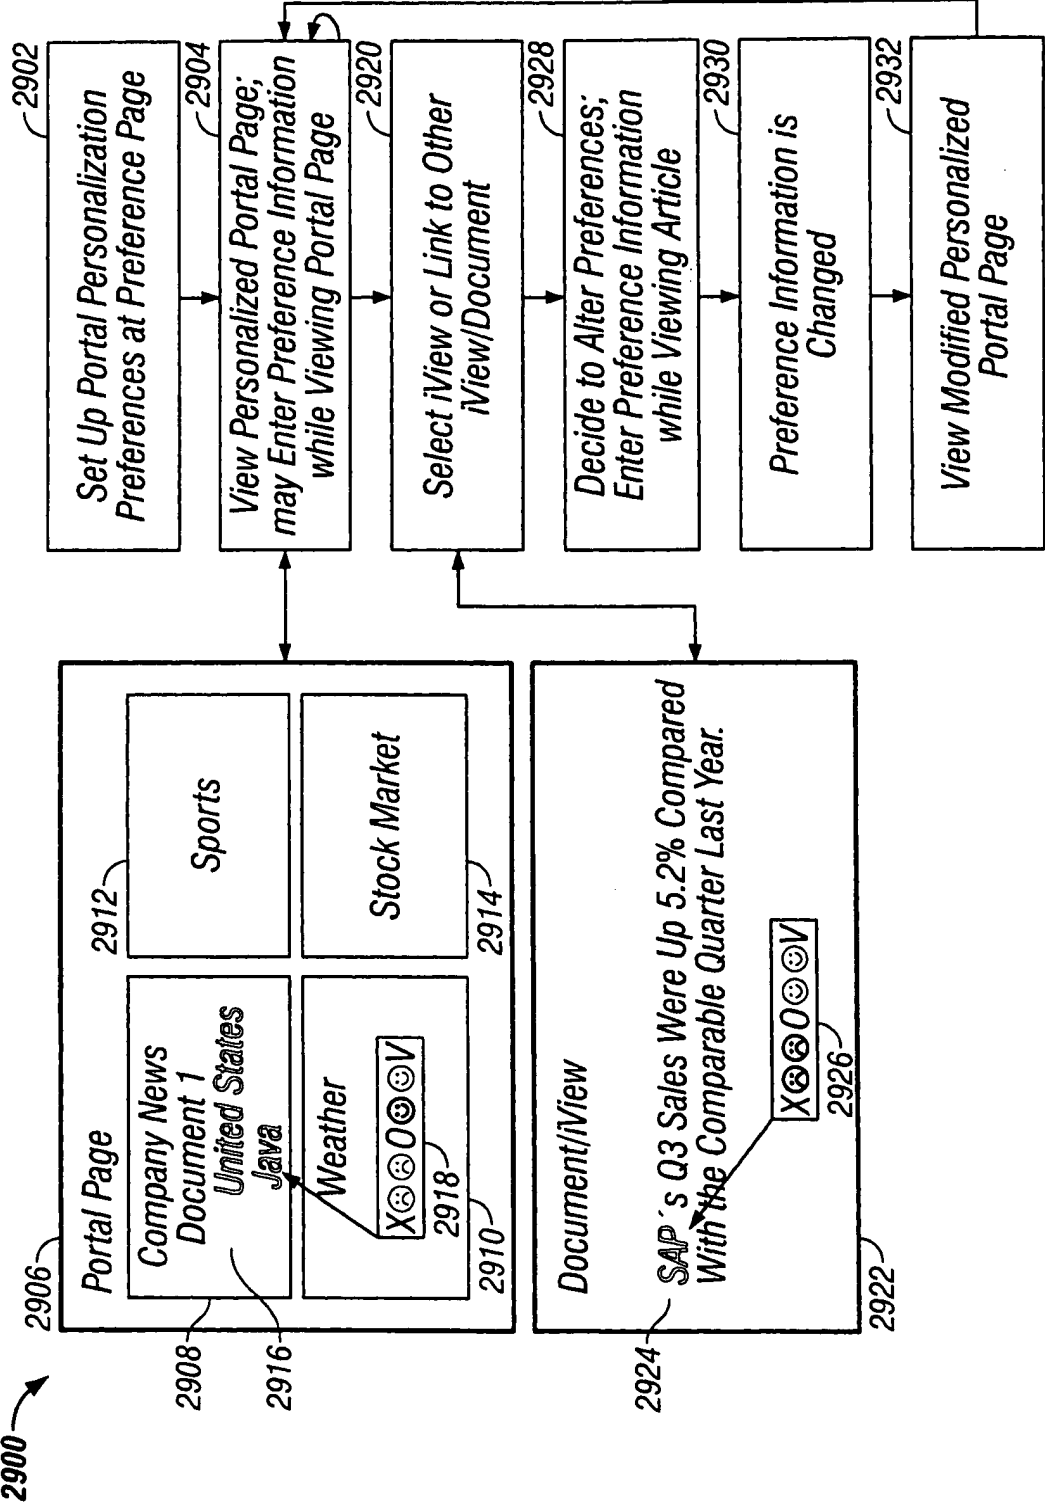 2900
2906
Portal Page
2908
Company News
Document 1
United States
Java
2916
2912
Sports
Weather
X☹☹O☺☺V
2918
2910
Stock Market
2914
Document/iView
2924
SAP´s Q3 Sales Were Up 5.2% Compared
With the Comparable Quarter Last Year.
X☹☹O☺☺V
2926
2922
2902
Set Up Portal Personalization
Preferences at Preference Page
2904
View Personalized Portal Page;
may Enter Preference Information
while Viewing Portal Page
2920
Select iView or Link to Other
iView/Document
2928
Decide to Alter Preferences;
Enter Preference Information
while Viewing Article
2930
Preference Information is
Changed
2932
View Modified Personalized
Portal Page